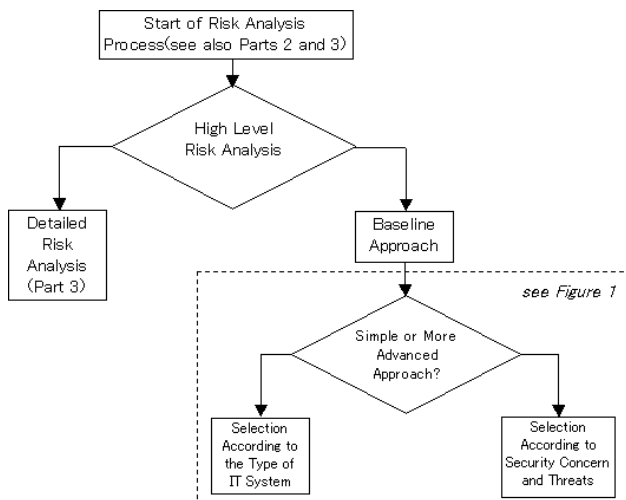 Start of Risk Analysis
Process(see also Parts 2 and 3)
High Level
Risk Analysis
Detailed
Risk
Analysis
(Part 3)
Baseline
Approach
see Figure 1
Simple or More
Advanced
Approach?
Selection
According to
the Type of
IT System
Selection
According to
Security Concern
and Threats